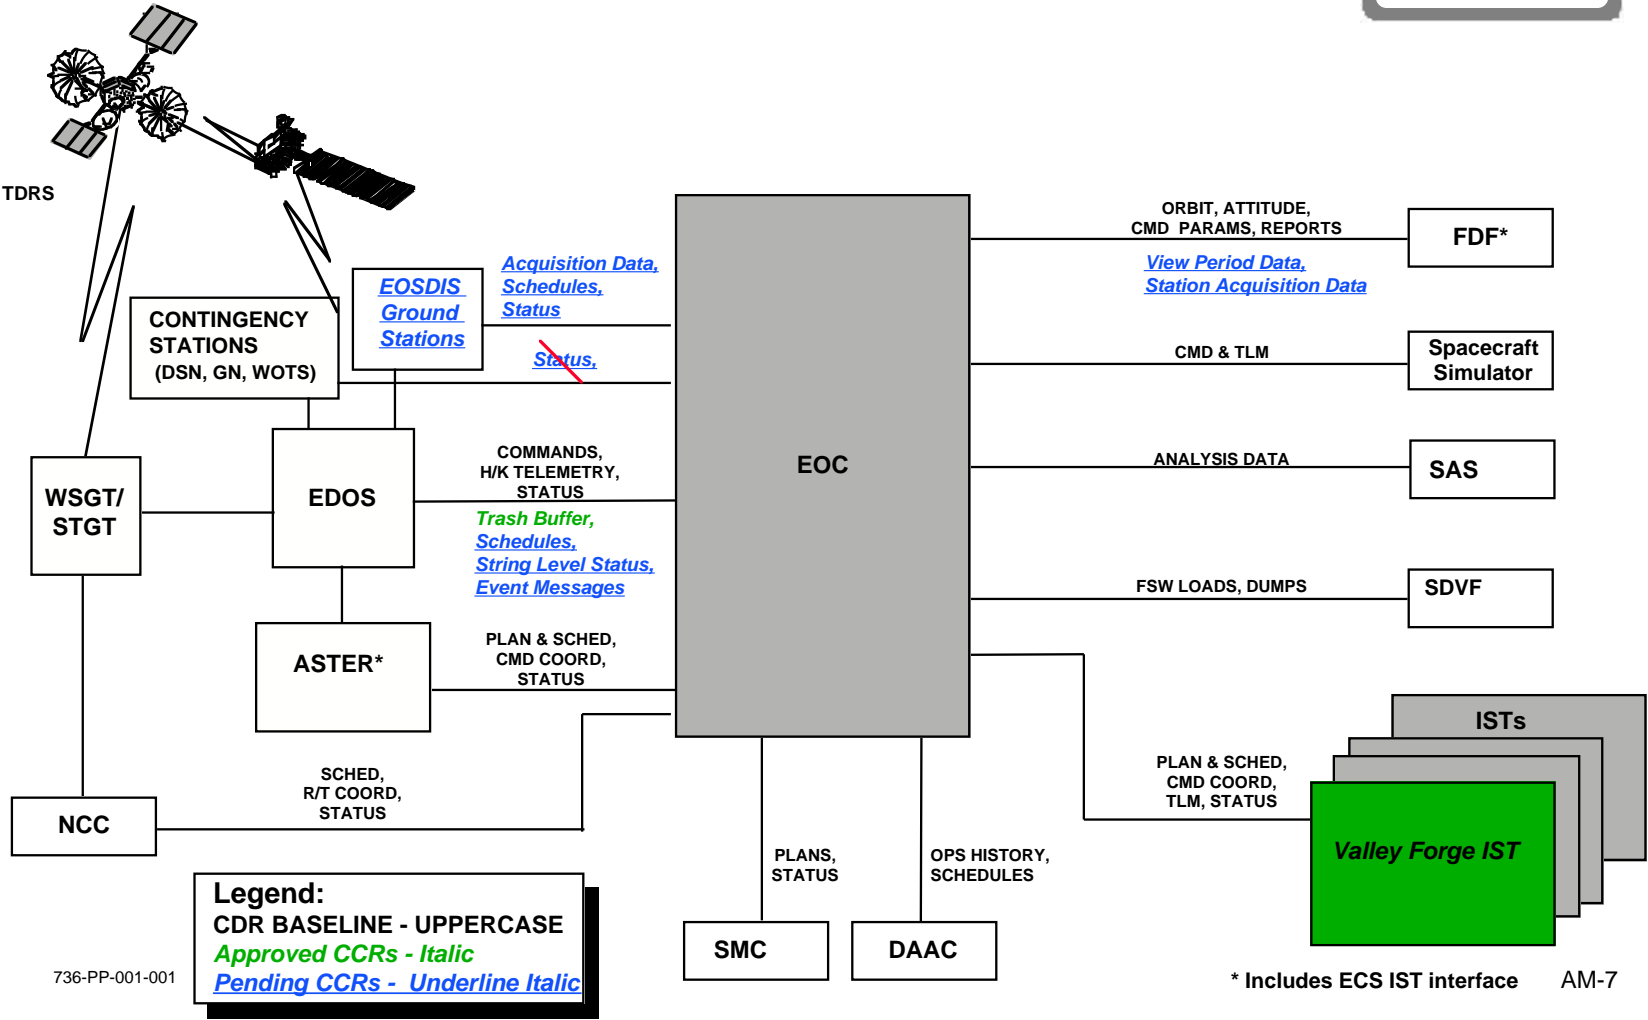 TDRS
ORBIT, ATTITUDE,
CMD PARAMS, REPORTS
FDF*
View Period Data,
Station Acquisition Data
Acquisition Data,
Schedules,
Status
EOSDIS
Ground
Stations
CONTINGENCY
STATIONS
(DSN, GN, WOTS)
Status,
CMD & TLM
Spacecraft
Simulator
COMMANDS,
H/K TELEMETRY,
STATUS
EOC
ANALYSIS DATA
SAS
WSGT/
STGT
EDOS
Trash Buffer,
Schedules,
String Level Status,
Event Messages
FSW LOADS, DUMPS
SDVF
ASTER*
PLAN & SCHED,
CMD COORD,
STATUS
ISTs
PLAN & SCHED,
CMD COORD,
TLM, STATUS
Valley Forge IST
SCHED,
R/T COORD,
STATUS
NCC
PLANS,
STATUS
OPS HISTORY,
SCHEDULES
SMC
DAAC
Legend:
CDR BASELINE - UPPERCASE
Approved CCRs - Italic
Pending CCRs - Underline Italic
736-PP-001-001
* Includes ECS IST interface
AM-7